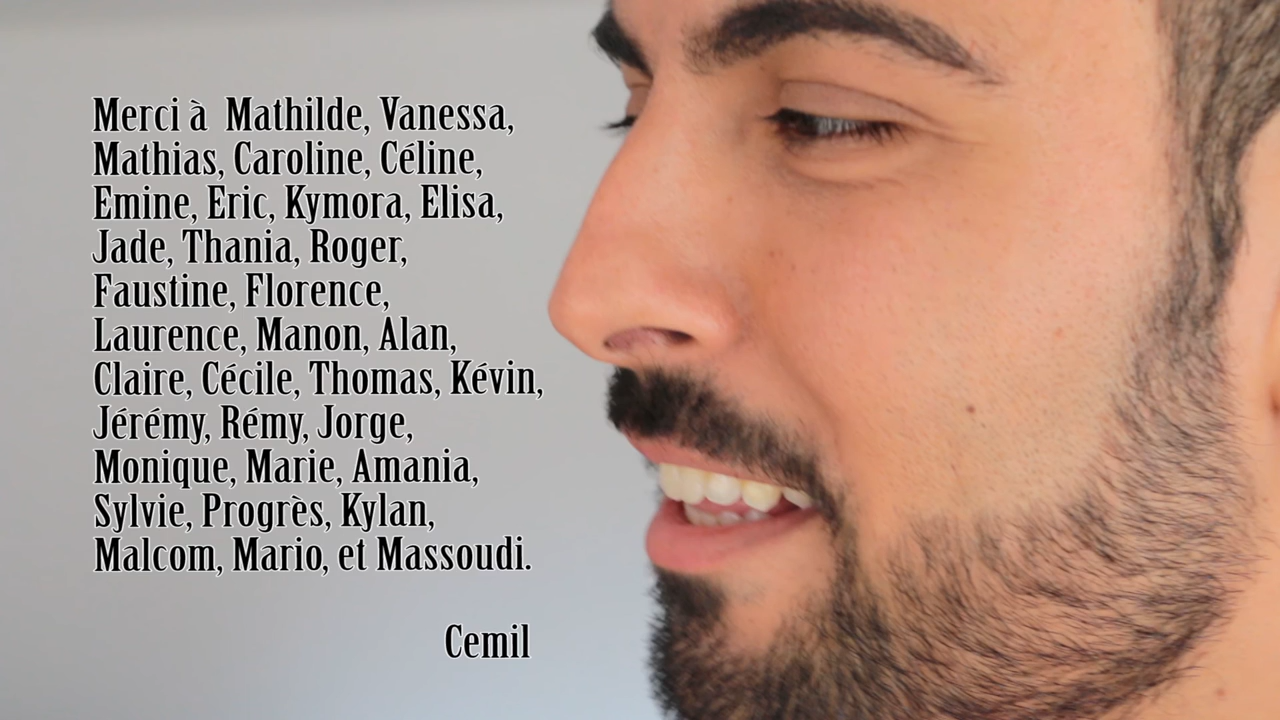 Merci à Mathilde, Vanessa,
Mathias, Caroline, Céline,
Emine, Eric, Kymora, Elisa,
Jade, Thania, Roger,
Faustine, Florence,
Laurence, Manon, Alan,
Claire, Cécile, Thomas, Kévin,
Jérémy, Rémy, Jorge,
Monique, Marie, Amania,
Sylvie, Progrès, Kylan,
Malcom, Mario, et Massoudi.
Cemil